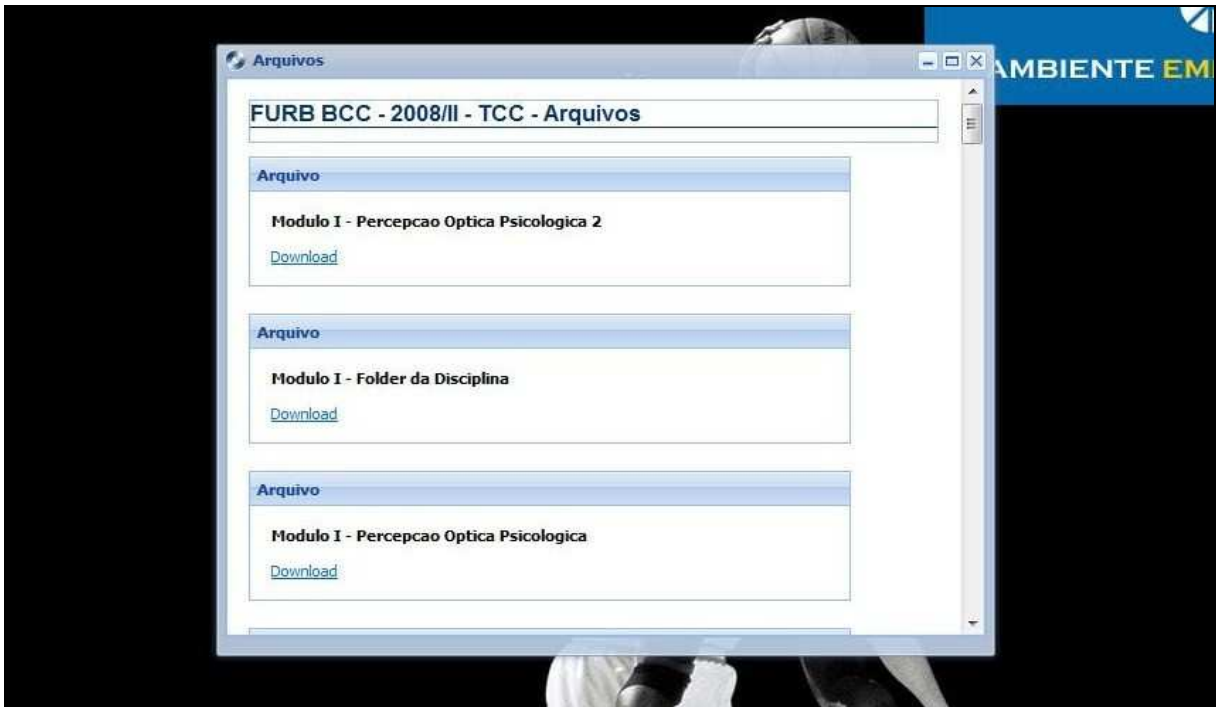 Arquivos
AMBIENTE EM
FURB BCC - 2008/II - TCC - Arquivos
Arquivo
Modulo I - Percepcao Optica Psicologica 2
Download
Arquivo
Modulo I - Folder da Disciplina
Download
Arquivo
Modulo I - Percepcao Optica Psicologica
Download